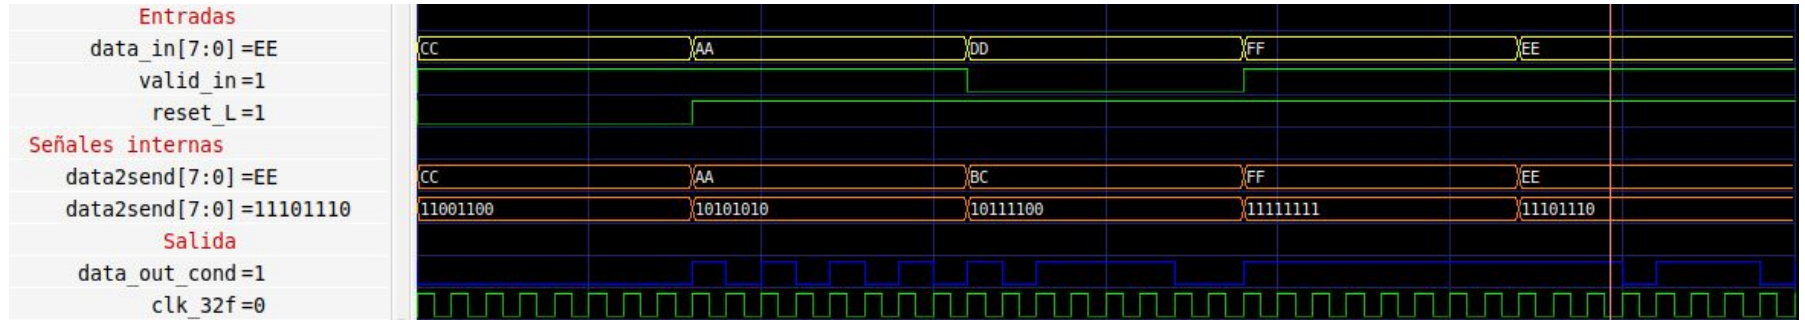 Entradas
data_in[7:0]=EE CC AA DD FF EE
valid_in=1
reset_L=1
Señales internas
data2send[7:0]=EE CC AA BC FF EE
data2send[7:0]=11101110 11001100 10101010 10111100 11111111 11101110
Salida
data_out_cond=1
clk_32f=0